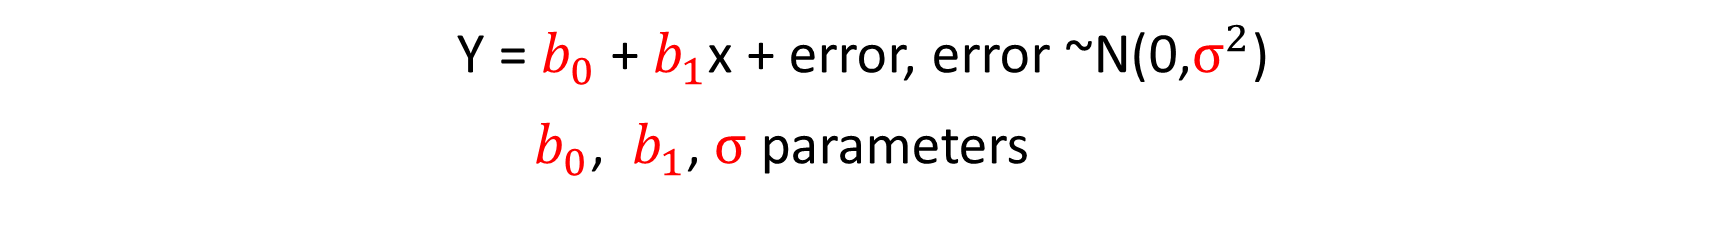 Y = b₀ + b₁x + error, error ~N(0,σ²)
b₀, b₁, σ parameters